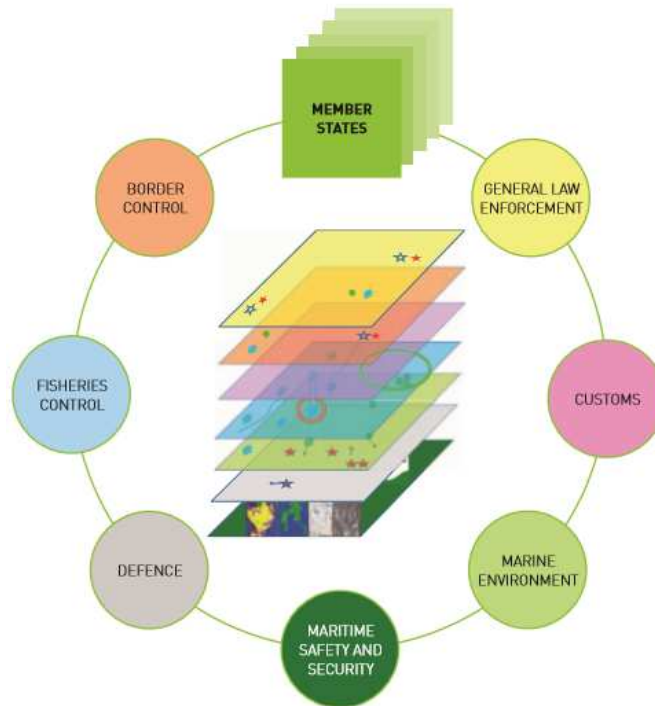 MEMBER
STATES
BORDER
CONTROL
GENERAL LAW
ENFORCEMENT
FISHERIES
CONTROL
CUSTOMS
DEFENCE
MARINE
ENVIRONMENT
MARITIME
SAFETY AND
SECURITY